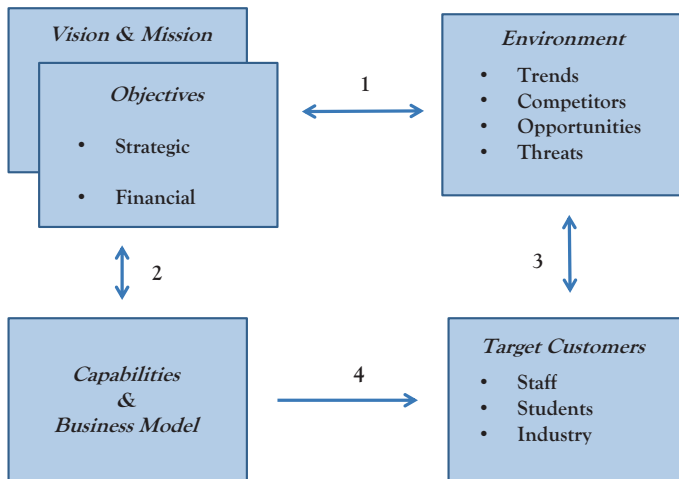 Vision & Mission
Objectives
• Strategic
• Financial
1
Environment
• Trends
• Competitors
• Opportunities
• Threats
2
3
Capabilities
&
Business Model
4
Target Customers
• Staff
• Students
• Industry